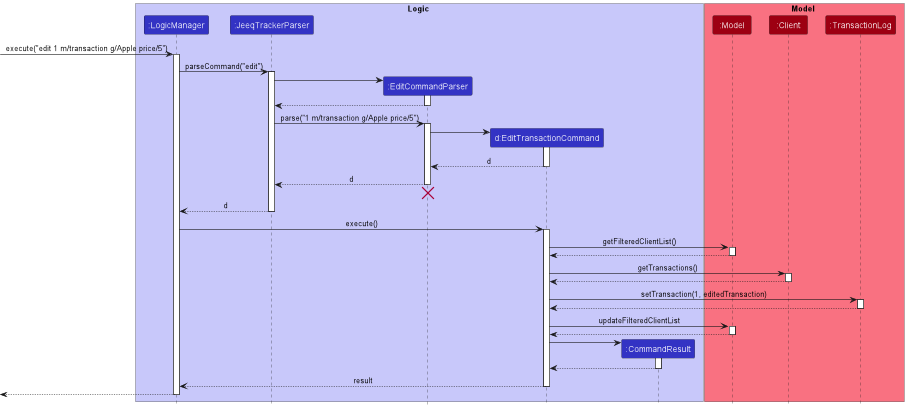 Logic
Model
:LogicManager
:JeeqTrackerParser
:Model
:Client
:TransactionLog
execute("edit 1 m/transaction g/Apple price/5")
parseCommand("edit")
:EditCommandParser
parse("1 m/transaction g/Apple price/5")
d:EditTransactionCommand
d
d
d
execute()
getFilteredClientList()
getTransactions()
setTransaction(1, editedTransaction)
updateFilteredClientList
:CommandResult
result